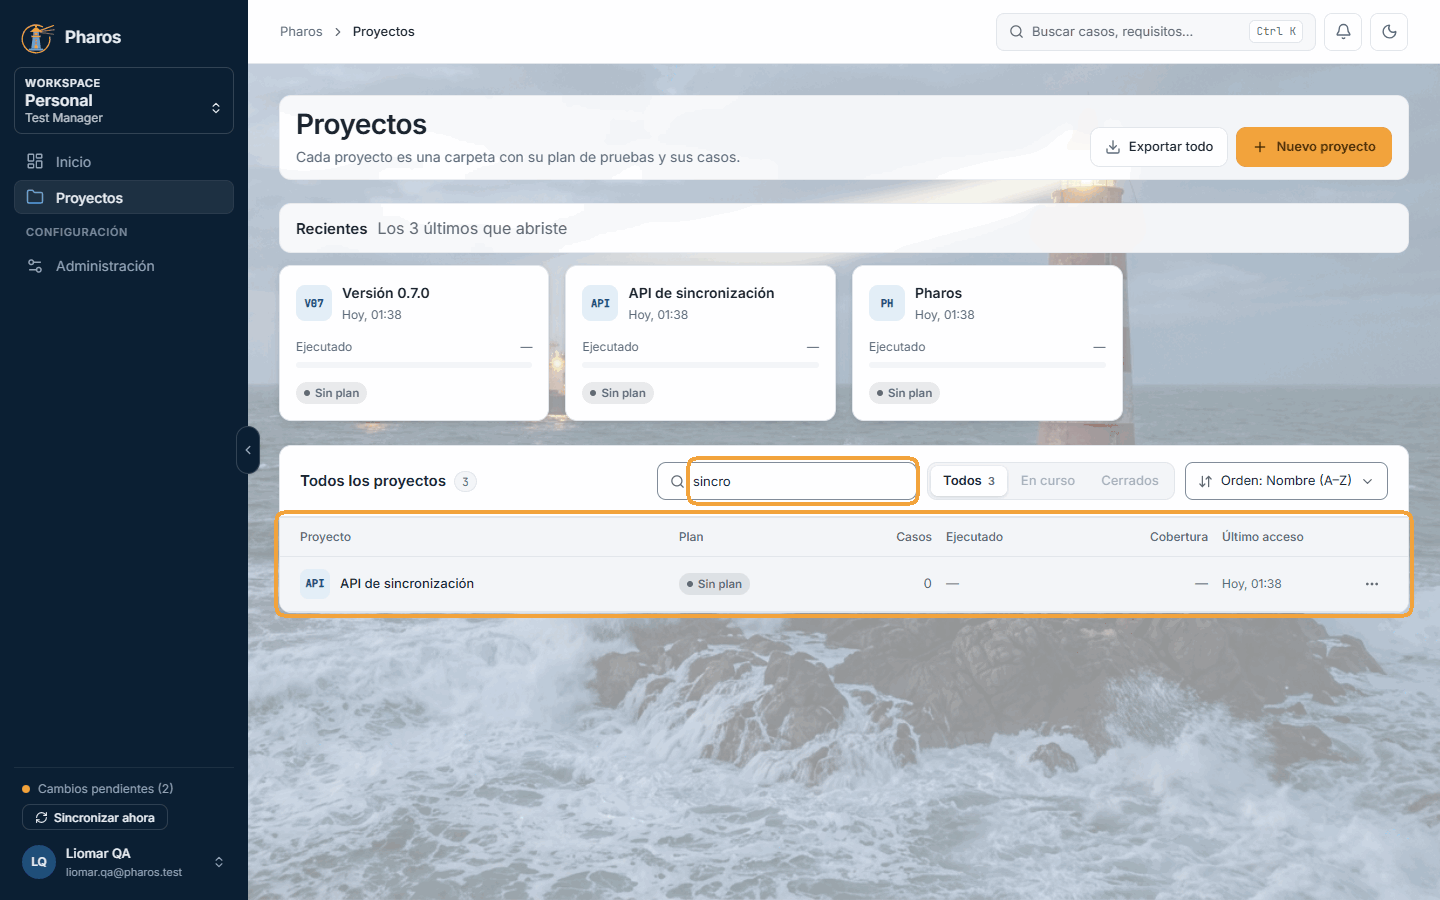 Pharos
WORKSPACE
Personal
Test Manager
Inicio
Proyectos
CONFIGURACIÓN
Administración
Cambios pendientes (2)
Sincronizar ahora
LQ
Liomar QA
liomar.qa@pharos.test
Pharos > Proyectos
Buscar casos, requisitos... Ctrl K
Proyectos
Cada proyecto es una carpeta con su plan de pruebas y sus casos.
Exportar todo
+ Nuevo proyecto
Recientes Los 3 últimos que abriste
V07 Versión 0.7.0
Hoy, 01:38
Ejecutado —
Sin plan
API API de sincronización
Hoy, 01:38
Ejecutado —
Sin plan
PH Pharos
Hoy, 01:38
Ejecutado —
Sin plan
Todos los proyectos 3
sincro
Todos 3 En curso Cerrados
Orden: Nombre (A–Z)
Proyecto Plan Casos Ejecutado Cobertura Último acceso
API API de sincronización Sin plan 0 — — Hoy, 01:38 ···